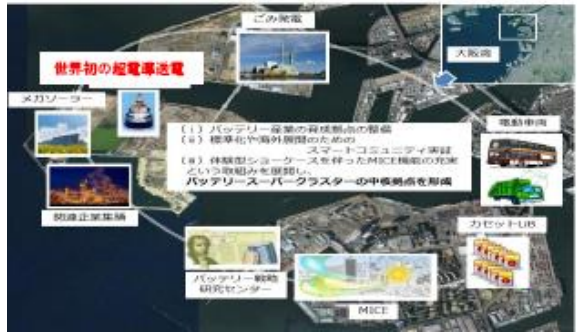 ごみ発電
大阪湾
世界初の超電導送電
メガソーラー
電動車両
(ⅰ)バッテリー産業の育成拠点の整備
(ⅱ)標準化や海外展開のための
スマートコミュニティ実証
(ⅲ)体験型ショーケースを伴ったMICE機能の充実
という取組みを展開し、
バッテリースーパークラスターの中核拠点を形成
関連企業集積
カセットLiB
バッテリー戦略
研究センター
MICE